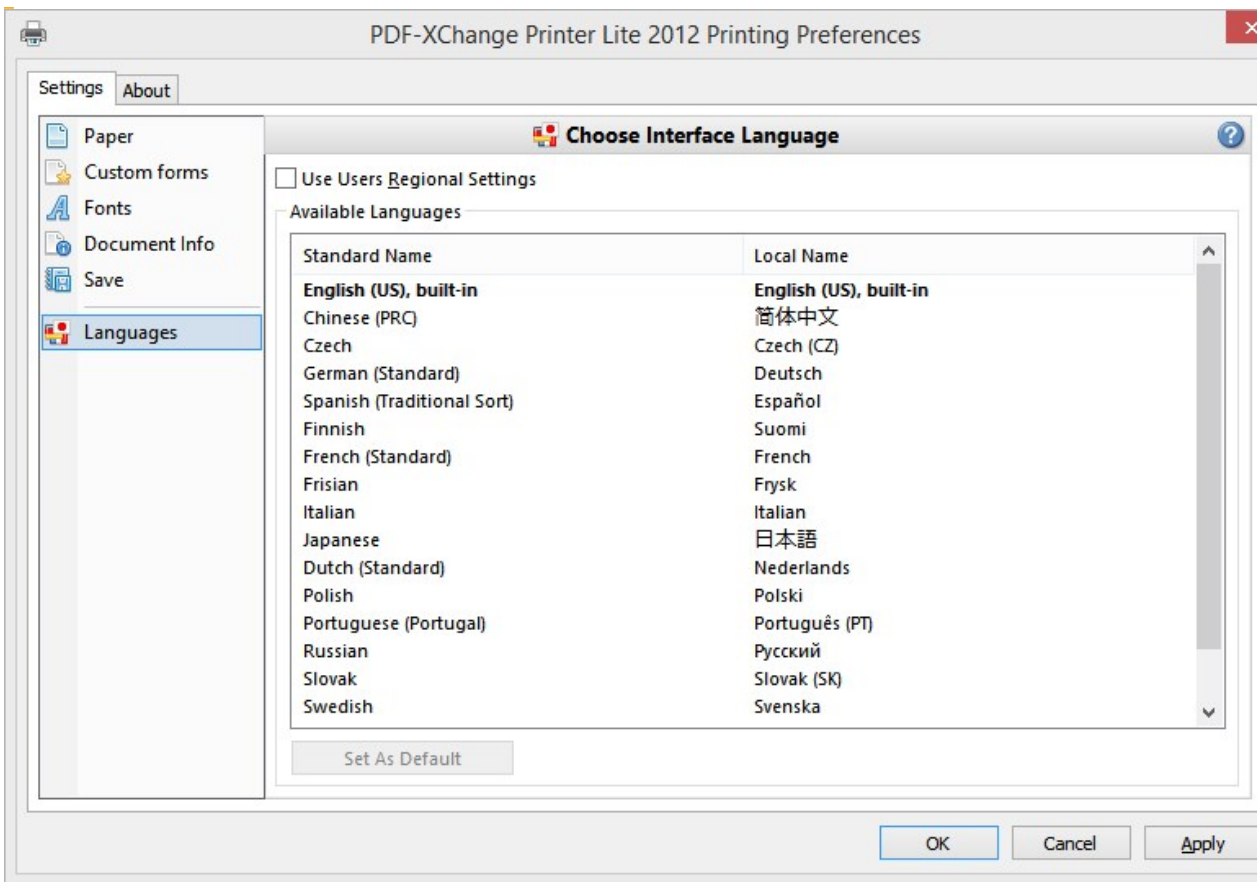 PDF-XChange Printer Lite 2012 Printing Preferences
Settings About
Paper
Custom forms
Fonts
Document Info
Save
Languages
Choose Interface Language
Use Users Regional Settings
Available Languages
Standard Name Local Name
English (US), built-in English (US), built-in
Chinese (PRC) 简体中文
Czech Czech (CZ)
German (Standard) Deutsch
Spanish (Traditional Sort) Español
Finnish Suomi
French (Standard) French
Frisian Frysk
Italian Italian
Japanese 日本語
Dutch (Standard) Nederlands
Polish Polski
Portuguese (Portugal) Português (PT)
Russian Русский
Slovak Slovak (SK)
Swedish Svenska
Set As Default
OK Cancel Apply